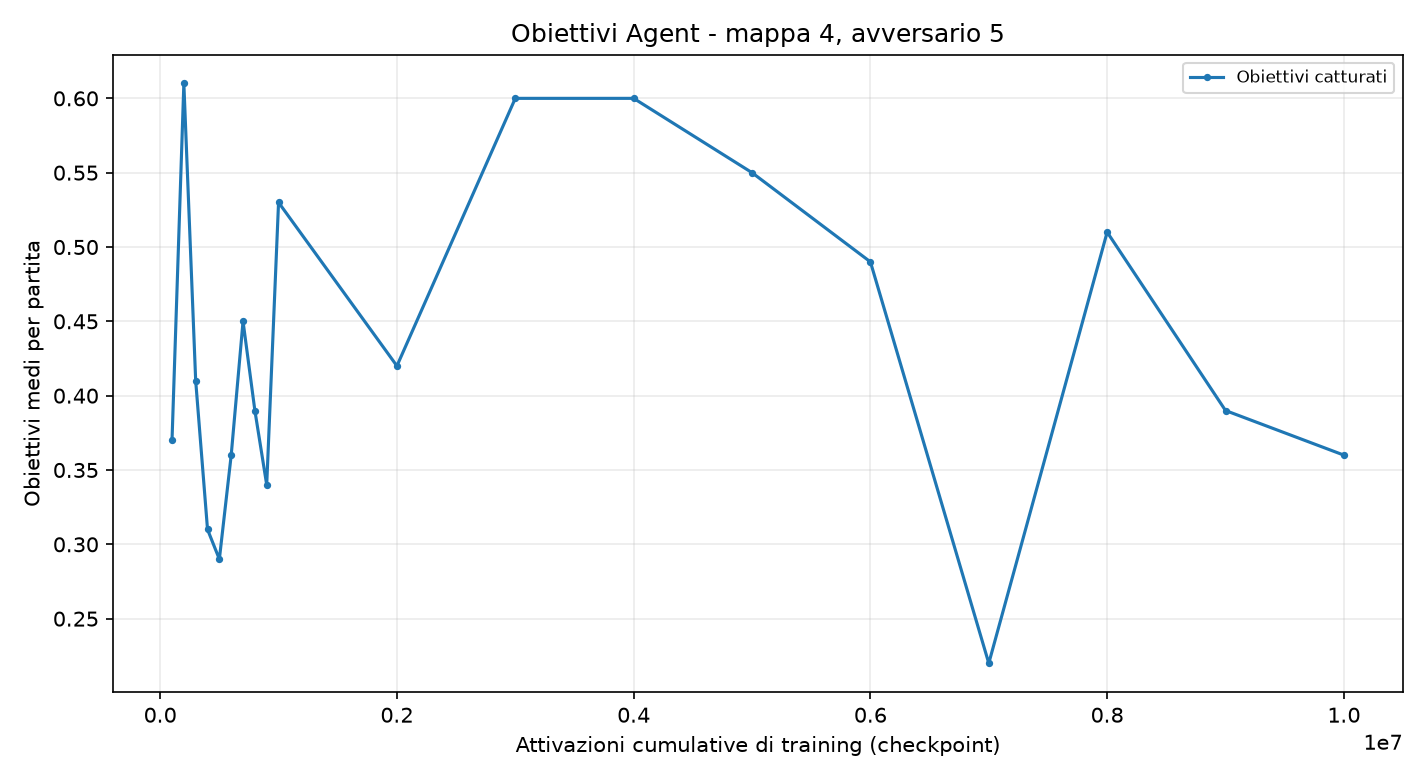 Obiettivi Agent - mappa 4, avversario 5
Obiettivi catturati
Obiettivi medi per partita
0.60
0.55
0.50
0.45
0.40
0.35
0.30
0.25
0.0 0.2 0.4 0.6 0.8 1.0
1e7
Attivazioni cumulative di training (checkpoint)